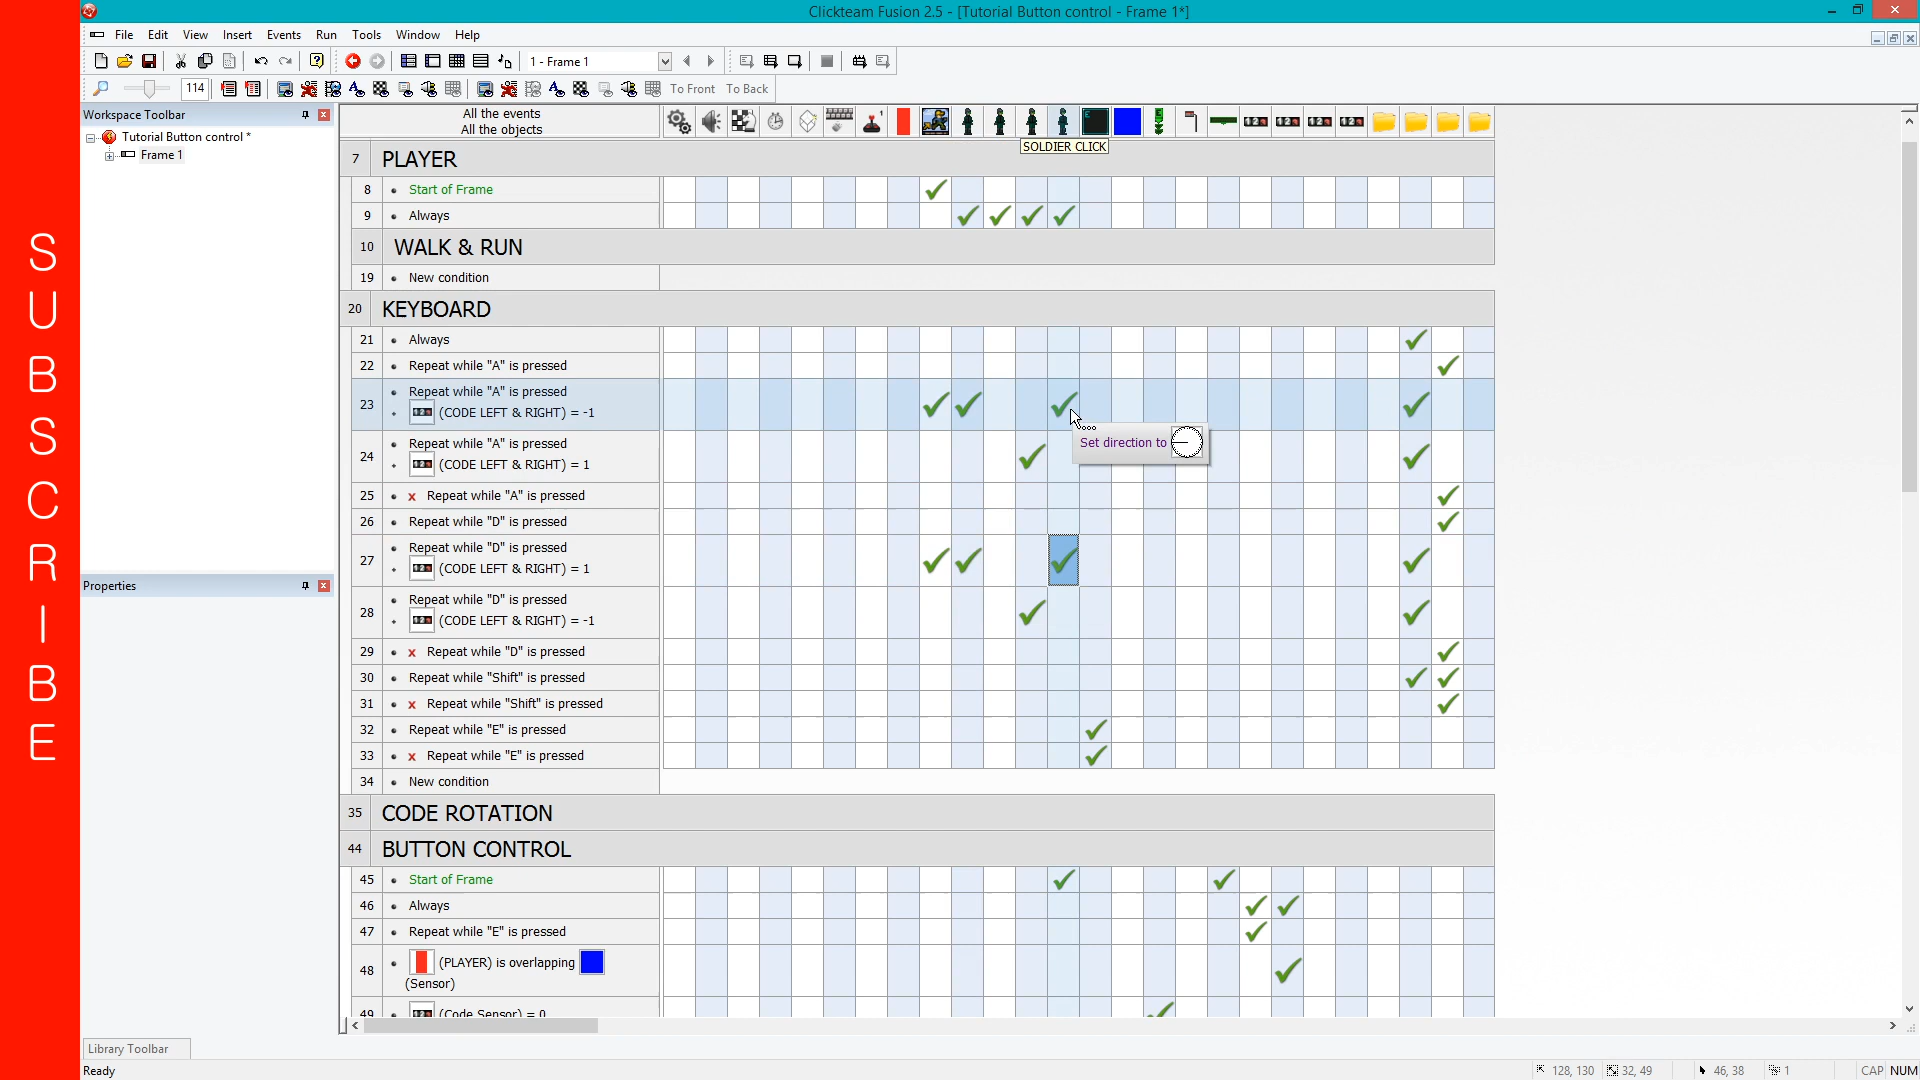 SUBSCRIBE
Clickteam Fusion 2.5 - [Tutorial Button control - Frame 1*]
File Edit View Insert Events Run Tools Window Help
1 - Frame 1
114 To Front To Back
Workspace Toolbar
Tutorial Button control *
Frame 1
Properties
Library Toolbar
All the events
All the objects
SOLDIER CLICK
7 PLAYER
8 Start of Frame
9 Always
10 WALK & RUN
19 New condition
20 KEYBOARD
21 Always
22 Repeat while "A" is pressed
23 Repeat while "A" is pressed
(CODE LEFT & RIGHT) = -1
Set direction to
24 Repeat while "A" is pressed
(CODE LEFT & RIGHT) = 1
25 x Repeat while "A" is pressed
26 Repeat while "D" is pressed
27 Repeat while "D" is pressed
(CODE LEFT & RIGHT) = 1
28 Repeat while "D" is pressed
(CODE LEFT & RIGHT) = -1
29 x Repeat while "D" is pressed
30 Repeat while "Shift" is pressed
31 x Repeat while "Shift" is pressed
32 Repeat while "E" is pressed
33 x Repeat while "E" is pressed
34 New condition
35 CODE ROTATION
44 BUTTON CONTROL
45 Start of Frame
46 Always
47 Repeat while "E" is pressed
48 (PLAYER) is overlapping
(Sensor)
49 (Code Sensor) = 0
Ready 128, 130 32, 49 46, 38 1 CAP NUM